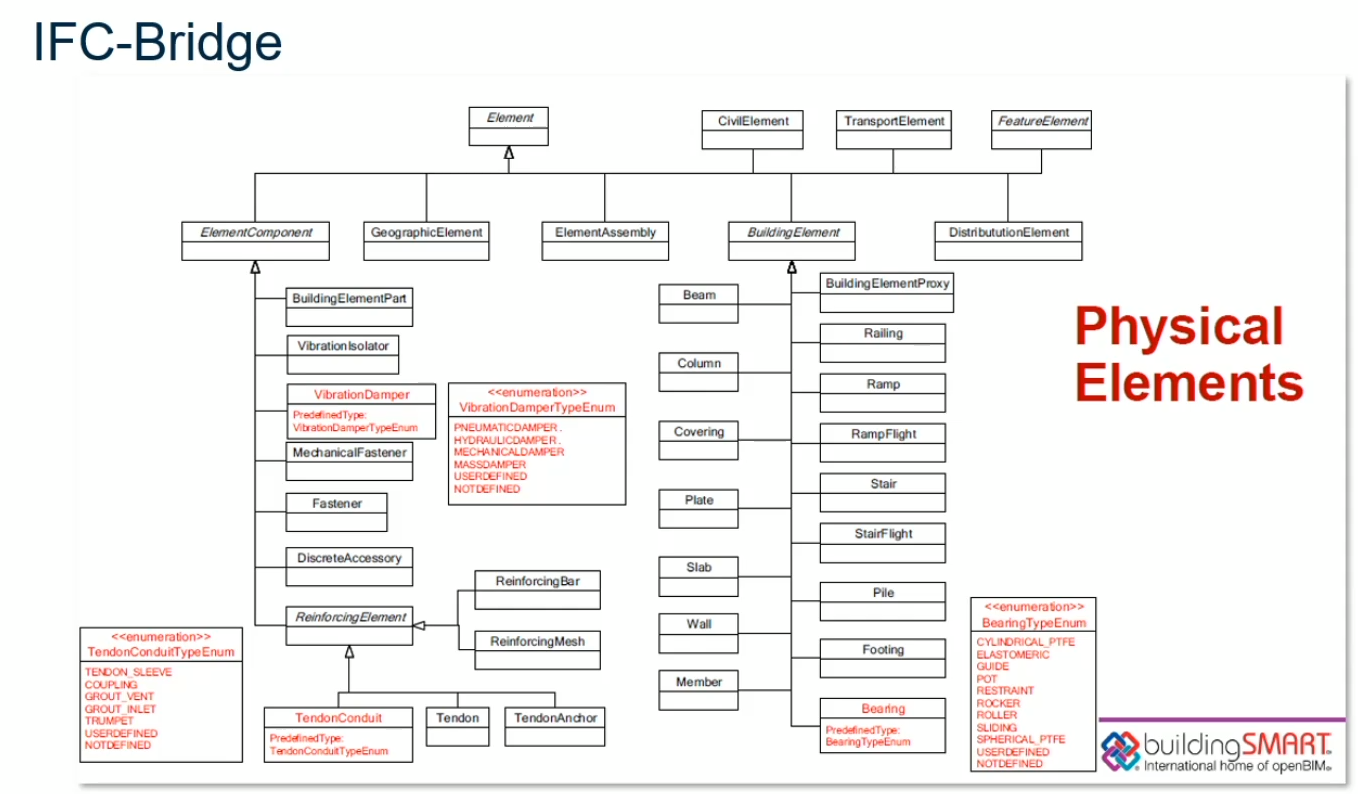 IFC-Bridge
Element
CivilElement
TransportElement
FeatureElement
ElementComponent
GeographicElement
ElementAssembly
BuildingElement
DistribututionElement
BuildingElementPart
VibrationIsolator
VibrationDamper
PredefinedType:
VibrationDamperTypeEnum
MechanicalFastener
Fastener
DiscreteAccessory
ReinforcingElement
<<enumeration>>
VibrationDamperTypeEnum
PNEUMATICDAMPER .
HYDRAULICDAMPER .
MECHANICALDAMPER
MASSDAMPER
USERDEFINED
NOTDEFINED
ReinforcingBar
ReinforcingMesh
<<enumeration>>
TendonConduitTypeEnum
TENDON_SLEEVE
COUPLING
GROUT_VENT
GROUT_INLET
TRUMPET
USERDEFINED
NOTDEFINED
TendonConduit
PredefinedType:
TendonConduitTypeEnum
Tendon
TendonAnchor
Beam
Column
Covering
Plate
Slab
Wall
Member
BuildingElementProxy
Railing
Ramp
RampFlight
Stair
StairFlight
Pile
Footing
Bearing
PredefinedType:
BearingTypeEnum
Physical
Elements
<<enumeration>>
BearingTypeEnum
CYLINDRICAL_PTFE
ELASTOMERIC
GUIDE
POT
RESTRAINT
ROCKER
ROLLER
SLIDING
SPHERICAL_PTFE
USERDEFINED
NOTDEFINED
buildingSMART
International home of openBIM